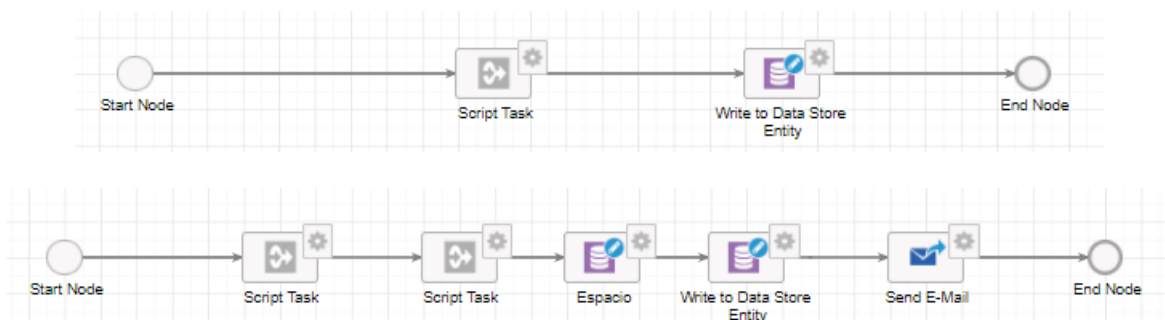 Start Node
Script Task
Write to Data Store
Entity
End Node
Start Node
Script Task
Script Task
Espacio
Write to Data Store
Entity
Send E-Mail
End Node